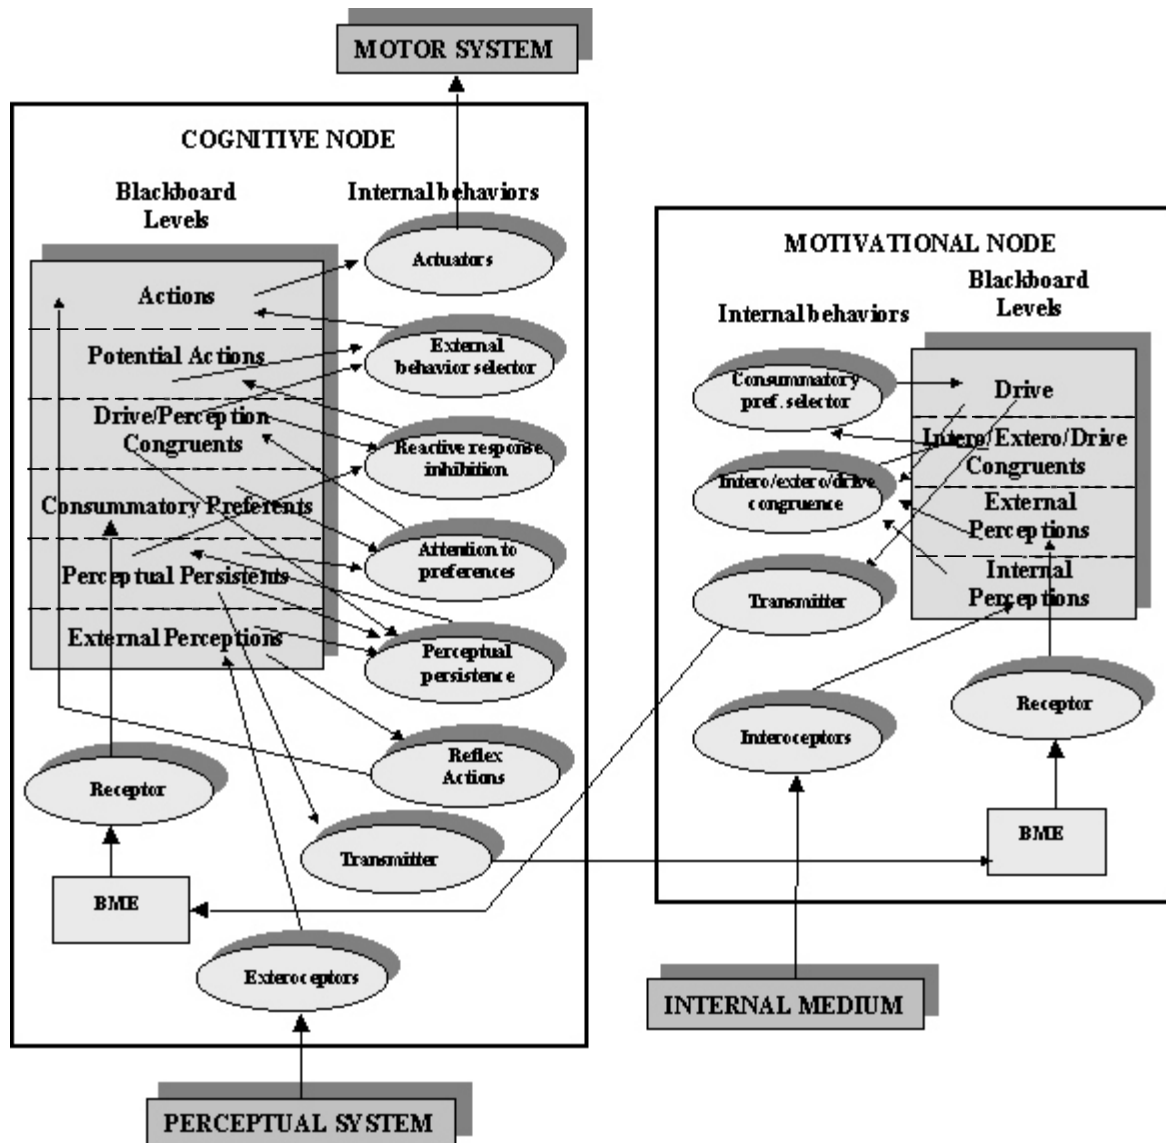 MOTOR SYSTEM
COGNITIVE NODE
Blackboard
Levels
Internal behaviors
Actions
Potential Actions
Drive/Perception
Congruents
Consummatory Preferents
Perceptual Persistents
External Perceptions
Actuators
External
behavior selector
Reactive response
inhibition
Attention to
preferences
Perceptual
persistence
Reflex
Actions
Receptor
Transmitter
BME
Exteroceptors
PERCEPTUAL SYSTEM
MOTIVATIONAL NODE
Internal behaviors
Blackboard
Levels
Consummatory
pref. selector
Intero/extero/drive
congruence
Transmitter
Interoceptors
Drive
Intero/Extero/Drive
Congruents
External
Perceptions
Internal
Perceptions
Receptor
BME
INTERNAL MEDIUM